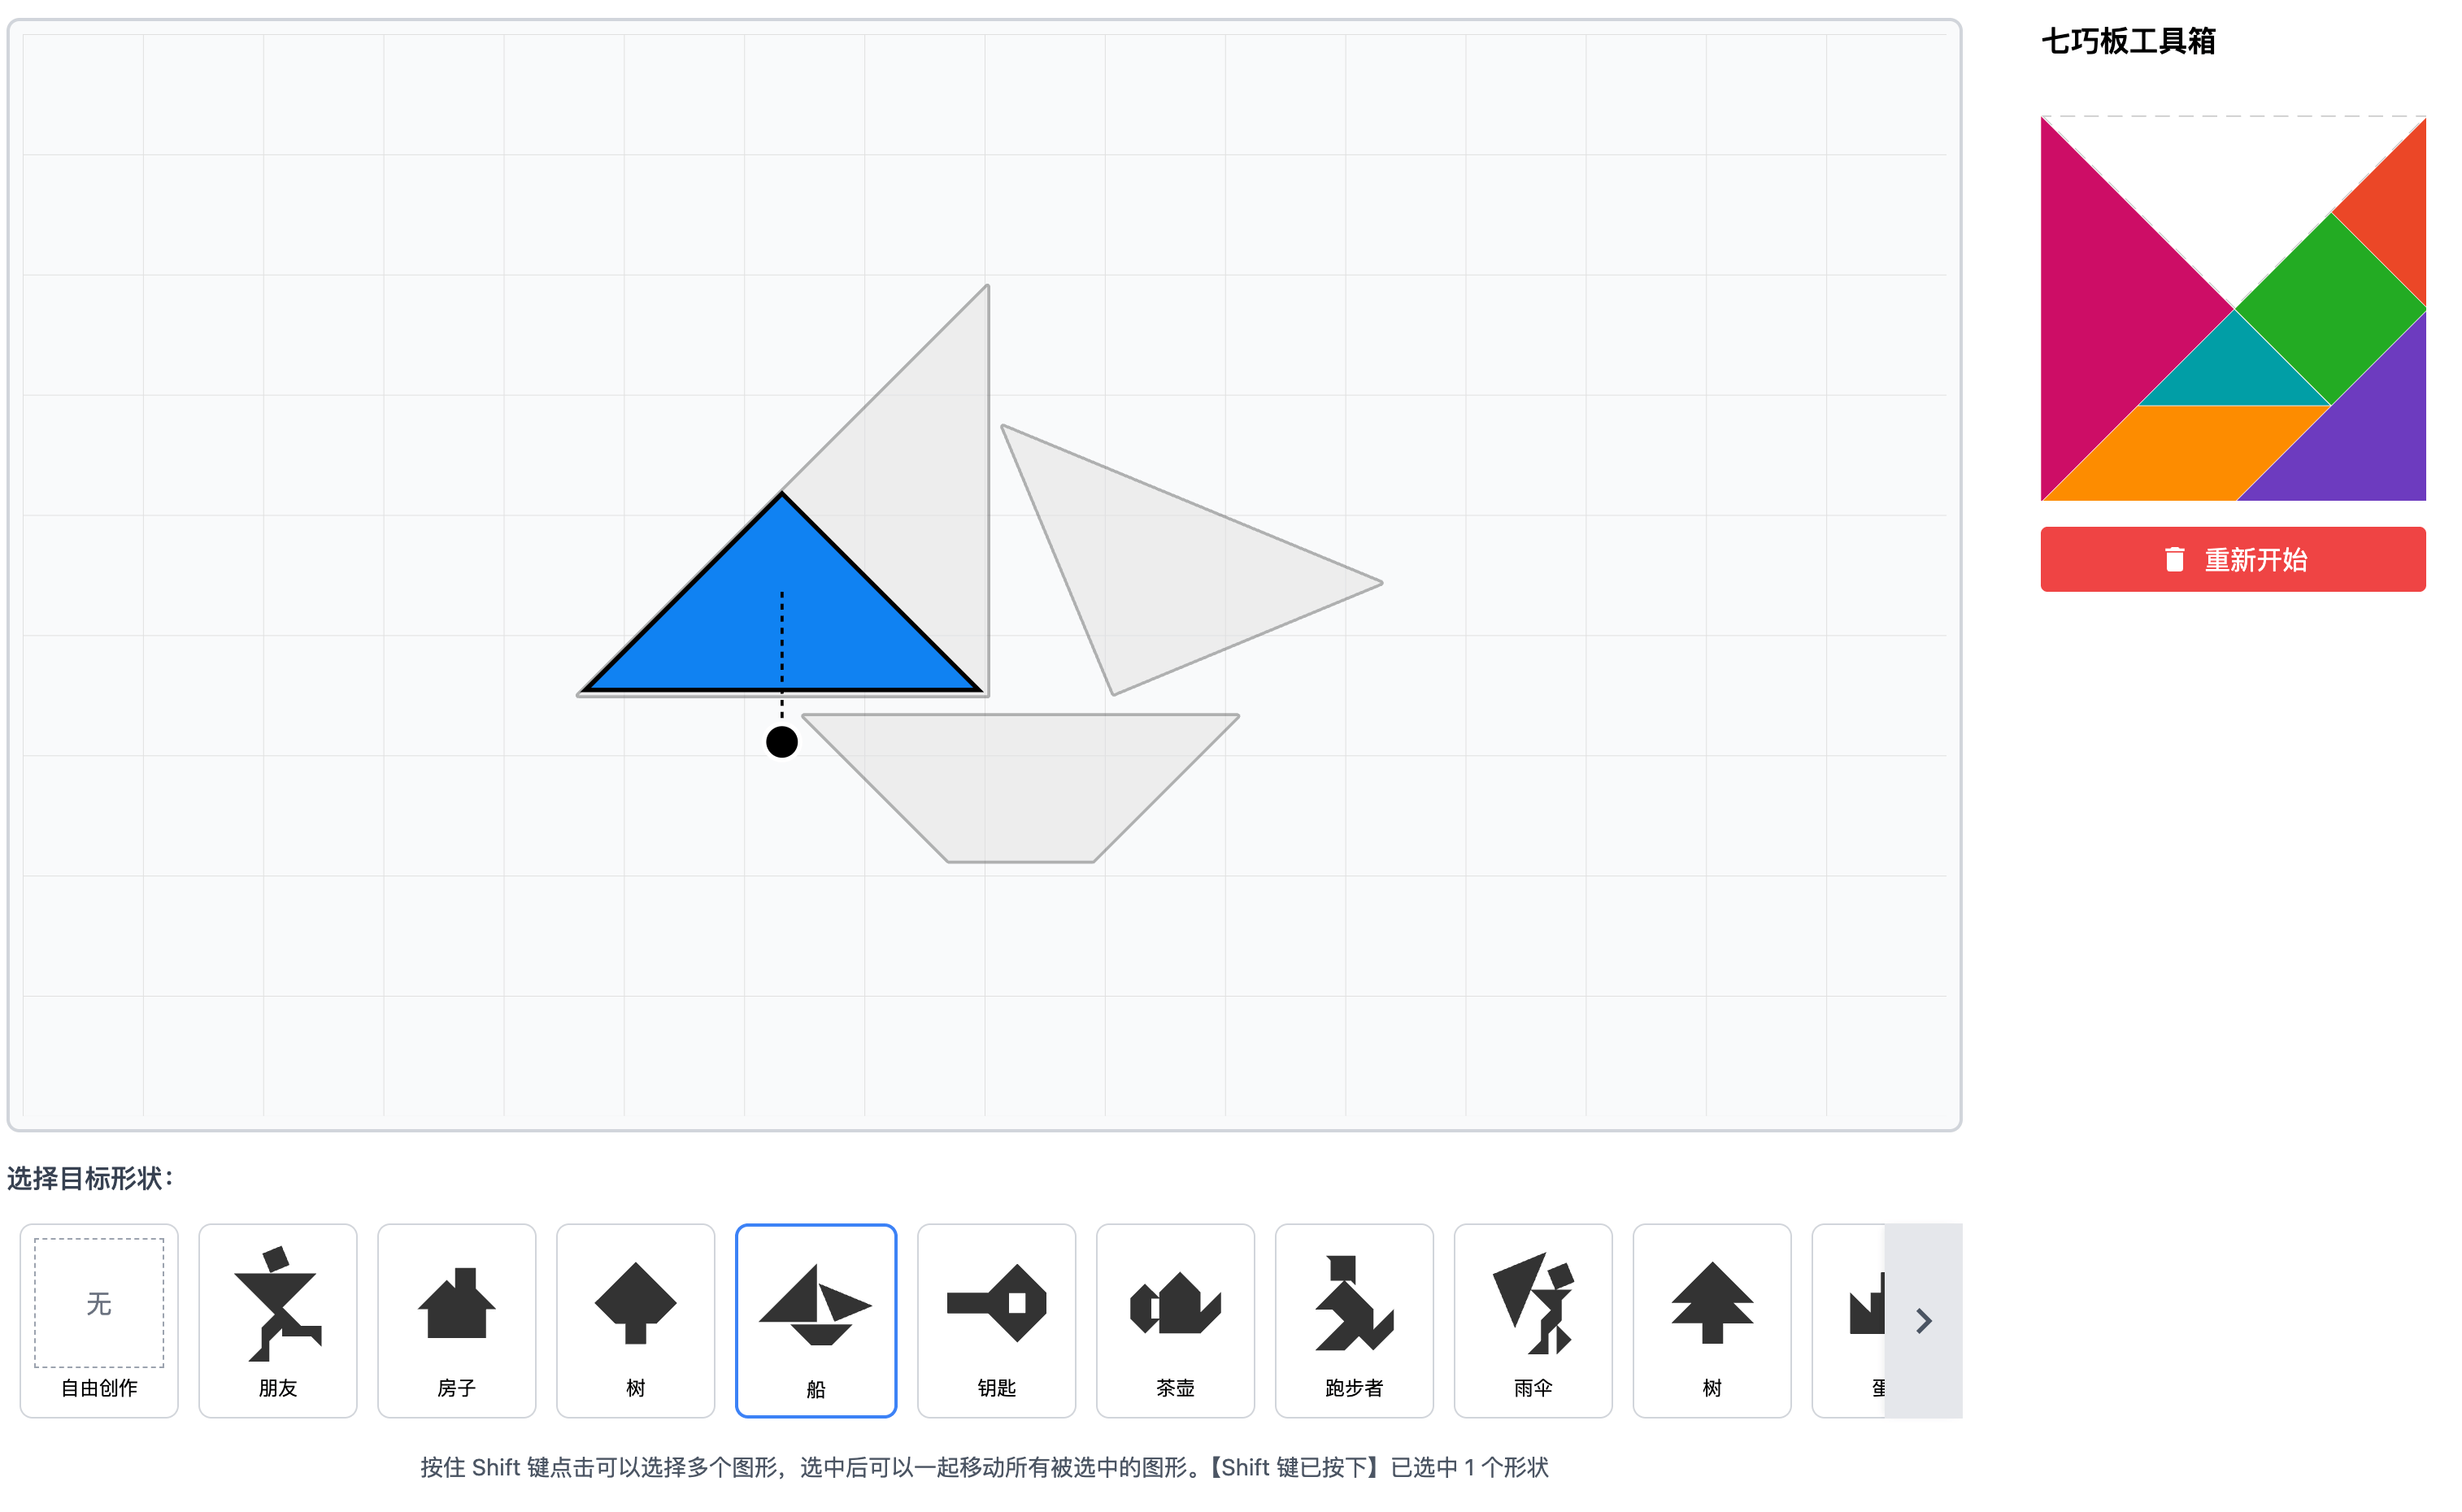 七巧板工具箱
重新开始
选择目标形状：
无
自由创作
朋友
房子
树
船
钥匙
茶壶
跑步者
雨伞
树
按住 Shift 键点击可以选择多个图形，选中后可以一起移动所有被选中的图形。【Shift 键已按下】已选中 1 个形状